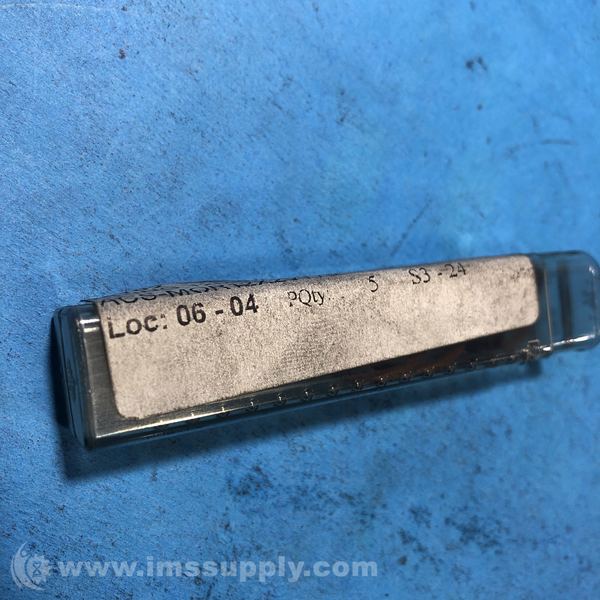 Loc: 06 - 04 PQty 5 S3 - 24
www.imssupply.com